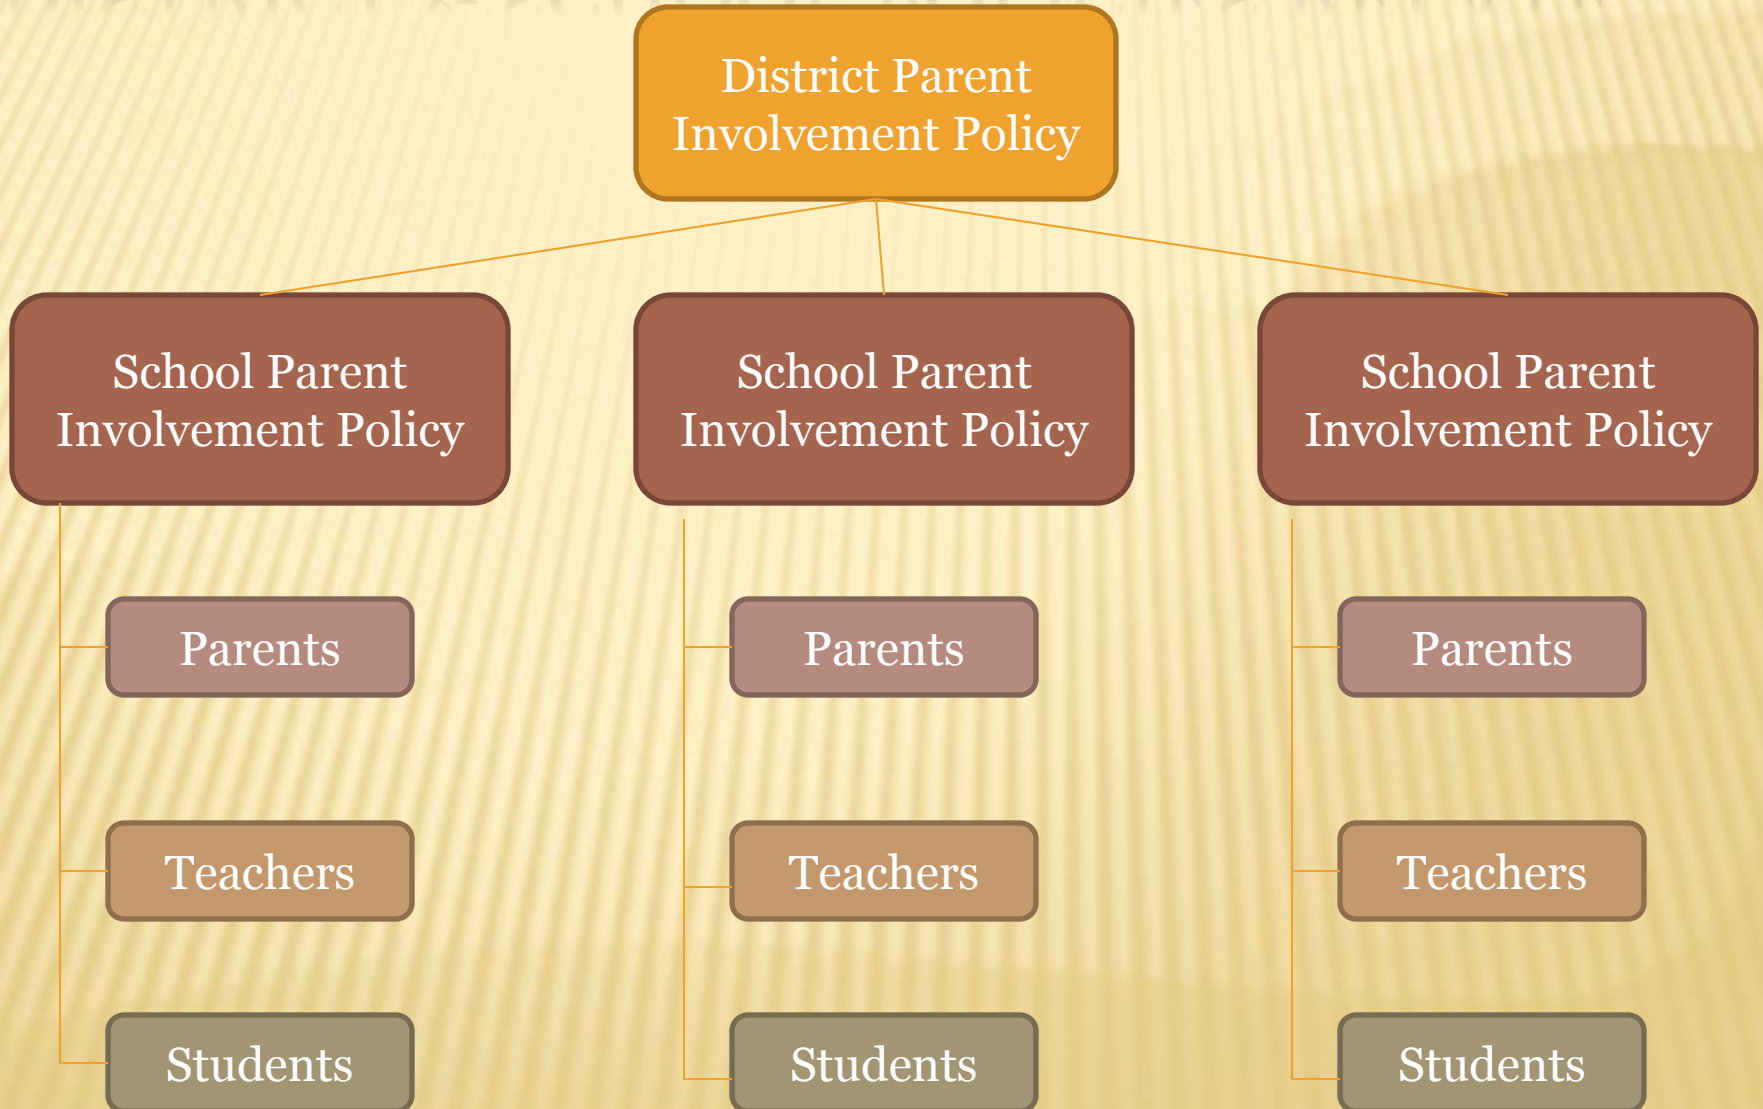 District Parent
Involvement Policy
School Parent
Involvement Policy
School Parent
Involvement Policy
School Parent
Involvement Policy
Parents
Parents
Parents
Teachers
Teachers
Teachers
Students
Students
Students